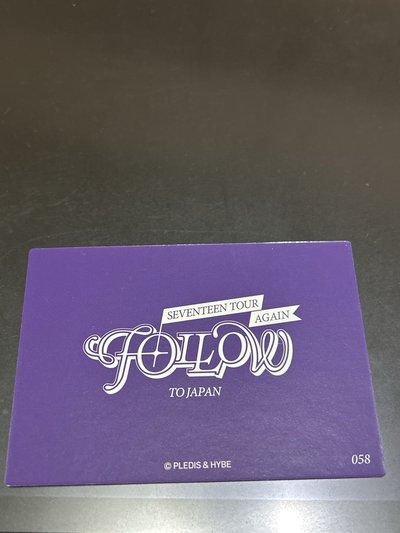 SEVENTEEN TOUR
AGAIN
FOLLOW
TO JAPAN
© PLEDIS & HYBE
058